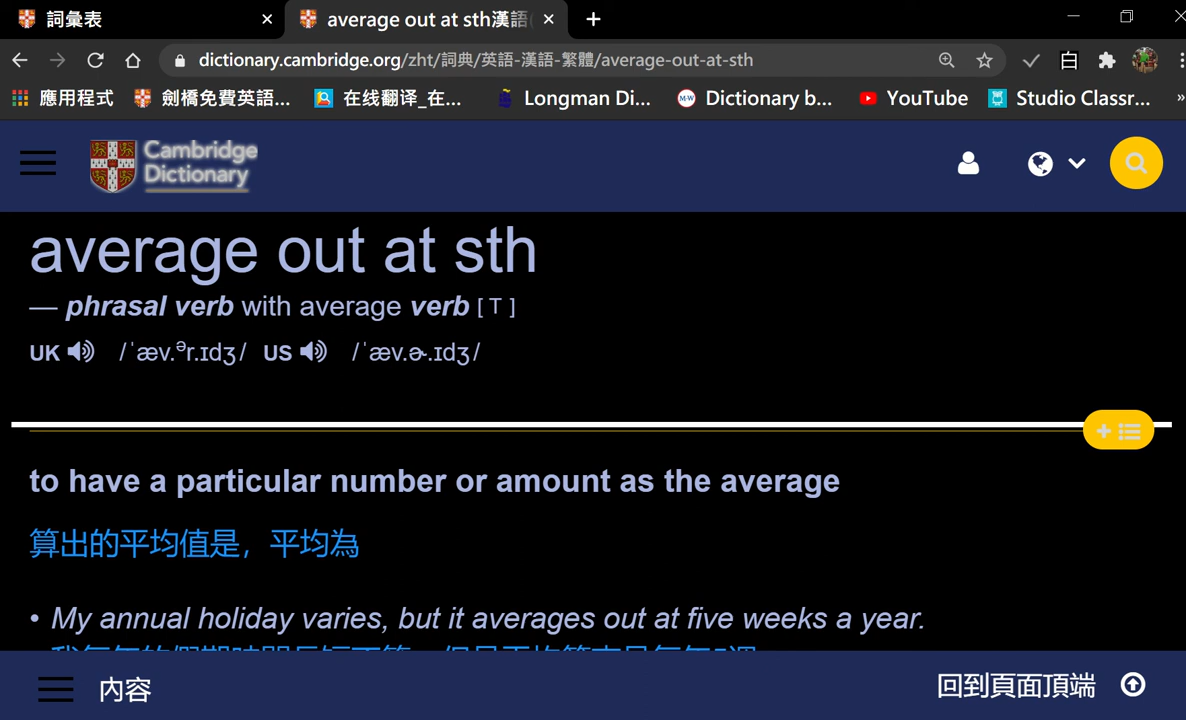 詞彙表
average out at sth漢語
dictionary.cambridge.org/zht/詞典/英語-漢語-繁體/average-out-at-sth
應用程式 劍橋免費英語... 在线翻译_在... Longman Di... M-W Dictionary b... YouTube Studio Classr... »
Cambridge
Dictionary
average out at sth
— phrasal verb with average verb [ T ]
UK /ˈæv.ᵊr.ɪdʒ/ US /ˈæv.ɚ.ɪdʒ/
to have a particular number or amount as the average
算出的平均值是，平均為
• My annual holiday varies, but it averages out at five weeks a year.
內容
回到頁面頂端